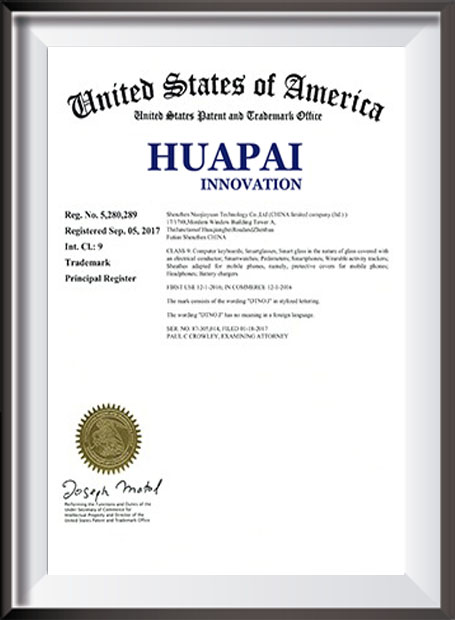 United States of America
United States Patent and Trademark Office
HUAPAI
INNOVATION
Reg. No. 5,280,289
Registered Sep. 05, 2017
Int. CL: 9
Trademark
Principal Register
Shenzhen Technology Co.,Ltd (CHINA limited company (ltd.))
Building Tower A,
Futian Shenzhen CHINA
CLASS 9: Computer keyboards; Smartglasses; Smart glass in the nature of glass coated with
an electrical conductor; Smartwatches; Pedometers; Smartphones; Wearable activity trackers;
Sheaths adapted for mobile phones, namely, protective covers for mobile phones;
Headphones; Battery chargers
FIRST USE 12-1-2016; IN COMMERCE 12-1-2016
The mark consists of the wording "OTNOJ" in stylized lettering.
The wording "OTNOJ" has no meaning in a foreign language.
SER. NO. 87-305,014, FILED 01-18-2017
PAUL C CROWLEY, EXAMINING ATTORNEY
Joseph Matal
Performing the Functions and Duties of the
Under Secretary of Commerce for
Intellectual Property and Director of the
United States Patent and Trademark Office